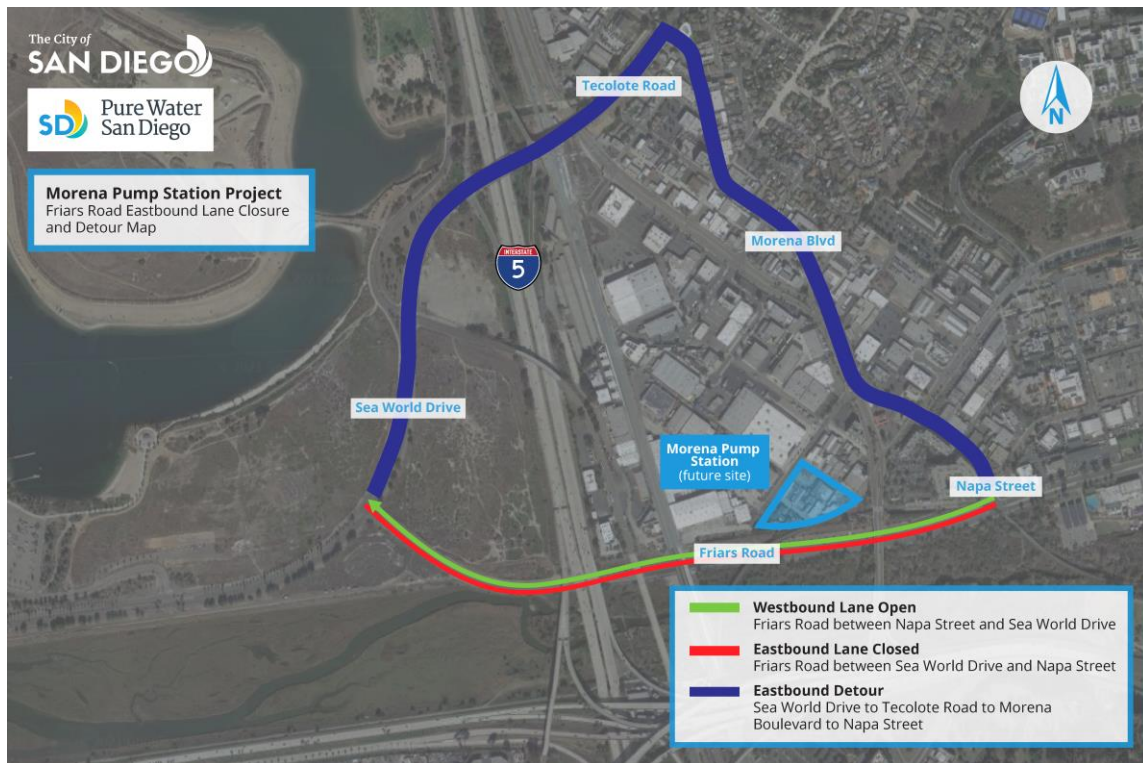 The City of
SAN DIEGO
SD
Pure Water
San Diego
Morena Pump Station Project
Friars Road Eastbound Lane Closure
and Detour Map
Tecolote Road
N
Morena Blvd
INTERSTATE
5
Sea World Drive
Morena Pump
Station
(future site)
Napa Street
Friars Road
Westbound Lane Open
Friars Road between Napa Street and Sea World Drive
Eastbound Lane Closed
Friars Road between Sea World Drive and Napa Street
Eastbound Detour
Sea World Drive to Tecolote Road to Morena
Boulevard to Napa Street